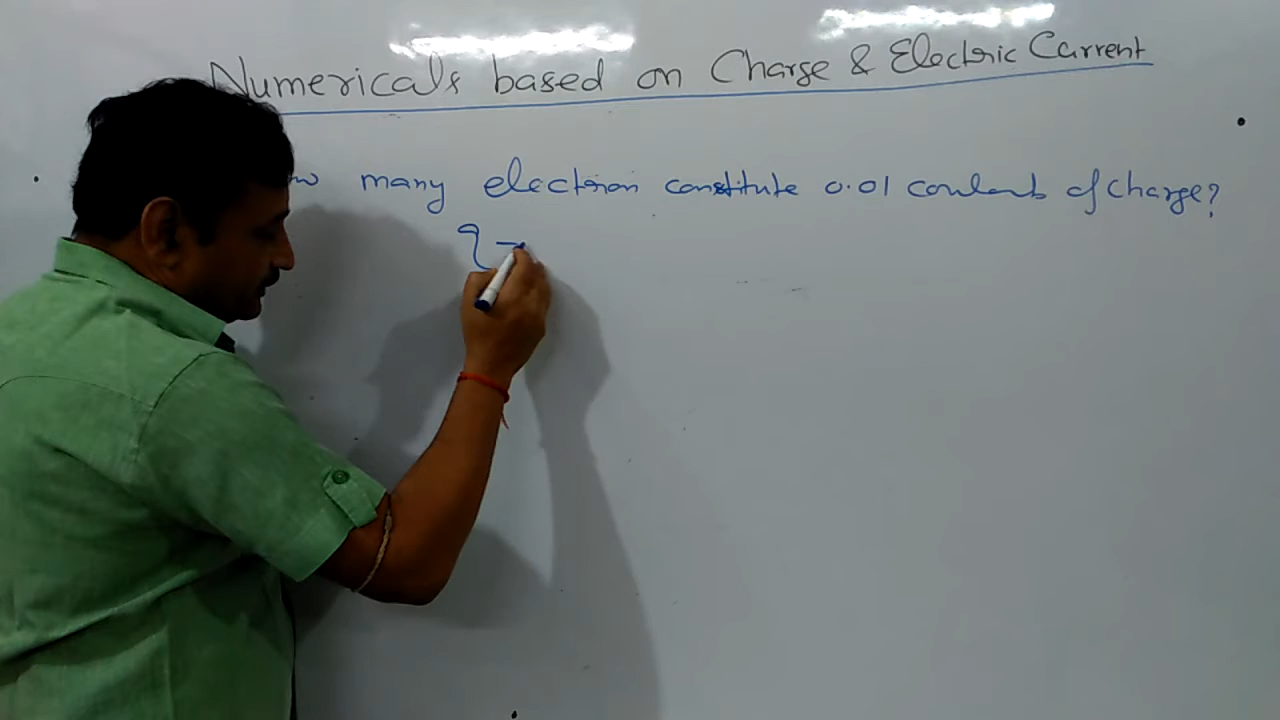 Numericals based on Charge & Electric Current
many electron constitute 0.01 coulomb of charge?
q -